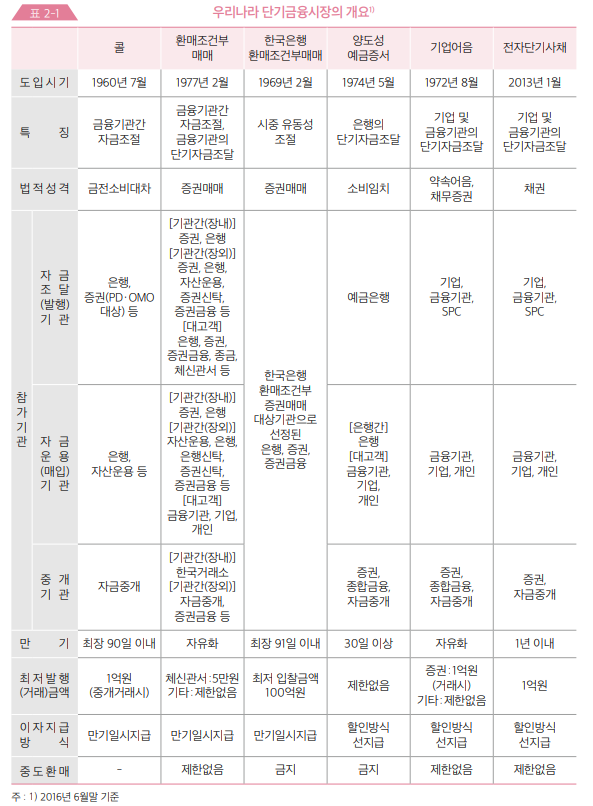 표 2-1
우리나라 단기금융시장의 개요1)
콜
환매조건부
매매
한국은행
환매조건부매매
양도성
예금증서
기업어음
전자단기사채
도입시기
1960년 7월
1977년 2월
1969년 2월
1974년 5월
1972년 8월
2013년 1월
특 징
금융기관간
자금조절
금융기관간
자금조절,
금융기관의
단기자금조달
시중 유동성
조절
은행의
단기자금조달
기업 및
금융기관의
단기자금조달
기업 및
금융기관의
단기자금조달
법적성격
금전소비대차
증권매매
증권매매
소비임치
약속어음,
채무증권
채권
참
가
기
관
자 금
조 달
(발행)
기 관
은행,
증권(PD·OMO
대상) 등
[기관간(장내)]
증권, 은행
[기관간(장외)]
증권, 은행,
자산운용,
증권신탁,
증권금융 등
[대고객]
은행, 증권,
증권금융, 종금,
체신관서 등
한국은행
환매조건부
증권매매
대상기관으로
선정된
은행, 증권,
증권금융
예금은행
기업,
금융기관,
SPC
기업,
금융기관,
SPC
자 금
운 용
(매입)
기 관
은행,
자산운용 등
[기관간(장내)]
증권, 은행
[기관간(장외)]
자산운용, 은행,
은행신탁,
증권신탁,
증권금융 등
[대고객]
금융기관, 기업,
개인
[은행간]
은행
[대고객]
금융기관,
기업,
개인
금융기관,
기업, 개인
금융기관,
기업, 개인
중 개
기 관
자금중개
[기관간(장내)]
한국거래소
[기관간(장외)]
자금중개,
증권금융 등
증권,
종합금융,
자금중개
증권,
종합금융,
자금중개
증권,
자금중개
만 기
최장 90일 이내
자유화
최장 91일 이내
30일 이상
자유화
1년 이내
최저발행
(거래)금액
1억원
(중개거래시)
체신관서 : 5만원
기타 : 제한없음
최저 입찰금액
100억원
제한없음
증권 : 1억원
(거래시)
기타 : 제한없음
1억원
이자지급
방 식
만기일시지급
만기일시지급
만기일시지급
할인방식
선지급
할인방식
선지급
할인방식
선지급
중도환매
–
제한없음
금지
금지
제한없음
제한없음
주 : 1) 2016년 6월말 기준